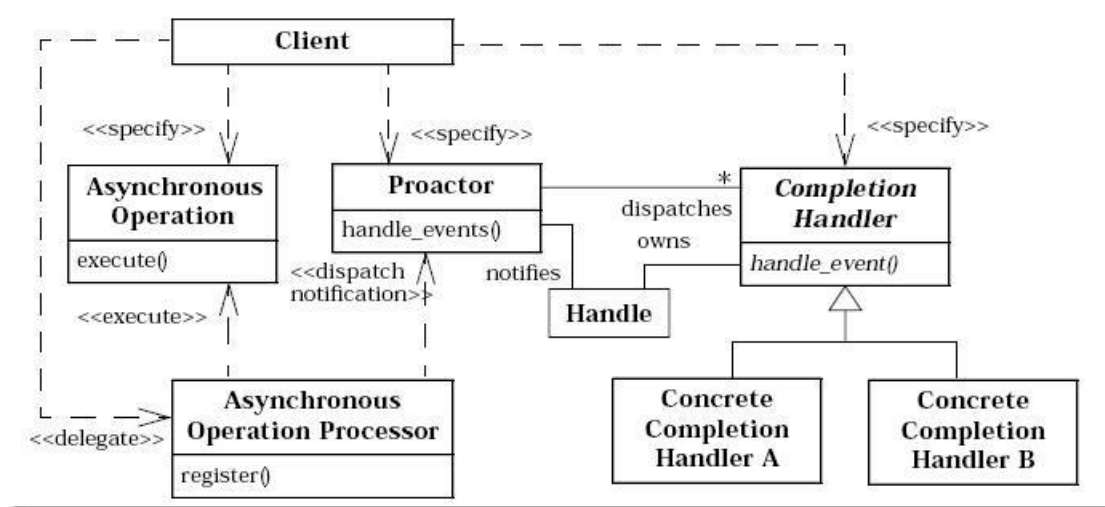 Client
<<specify>>
<<specify>>
<<specify>>
Asynchronous
Operation
execute()
Proactor
handle_events()
*
dispatches
owns
notifies
Completion
Handler
handle_event()
Handle
<<dispatch
notification>>
<<execute>>
<<delegate>>
Asynchronous
Operation Processor
register()
Concrete
Completion
Handler A
Concrete
Completion
Handler B